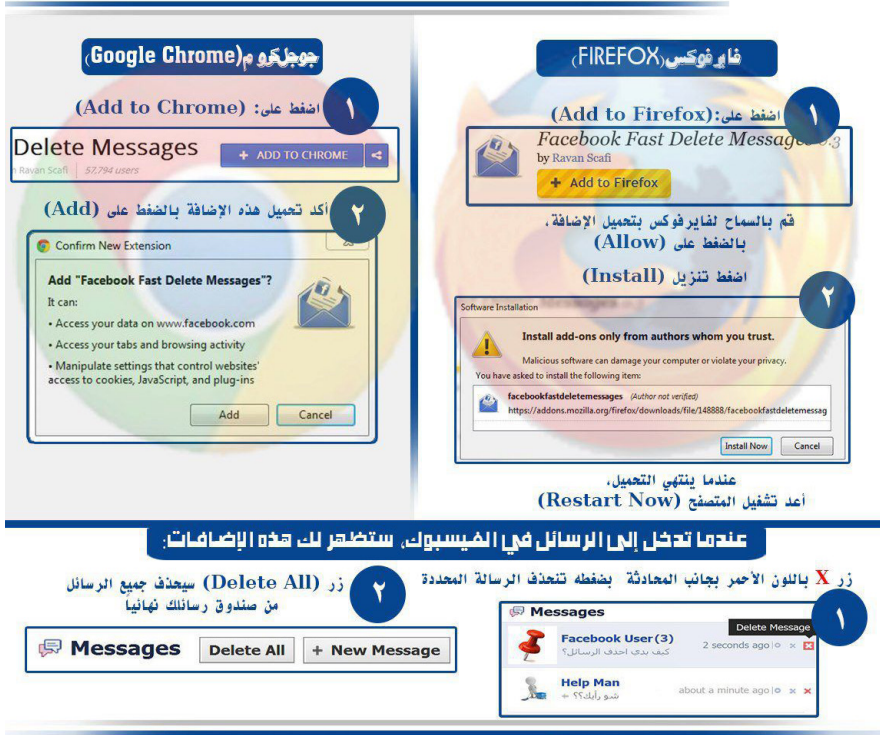 فاير فوكس(FIREFOX)
١
اضغط على:(Add to Firefox)
Facebook Fast Delete Messages 0.3
by Ravan Scafi
+ Add to Firefox
قم بالسماح لفاير فوكس بتحميل الإضافة،
بالضغط على (Allow)
اضغط تنزيل (Install)
٢
Software Installation
Install add-ons only from authors whom you trust.
Malicious software can damage your computer or violate your privacy.
You have asked to install the following item:
facebookfastdeletemessages (Author not verified)
https://addons.mozilla.org/firefox/downloads/file/148888/facebookfastdeletemessag
Install Now Cancel
عندما ينتهي التحميل،
أعد تشغيل المتصفح (Restart Now)
جوجل كروم(Google Chrome)
١
اضغط على: (Add to Chrome)
Delete Messages
+ ADD TO CHROME
Ravan Scafi 57,794 users
٢
أكد تحميل هذه الإضافة بالضغط على (Add)
Confirm New Extension
Add "Facebook Fast Delete Messages"?
It can:
• Access your data on www.facebook.com
• Access your tabs and browsing activity
• Manipulate settings that control websites'
access to cookies, JavaScript, and plug-ins
Add Cancel
عندما تدخل إلى الرسائل في الفيسبوك، ستظهر لك هذه الإضافات:
١
زر X باللون الأحمر بجانب المحادثة بضغطه تنحذف الرسالة المحددة
Messages
Delete Message
Facebook User (3) 2 seconds ago
كيف بدي احذف الرسائل؟
Help Man about a minute ago
شو رأيك؟؟
٢
زر (Delete All) سيحذف جميع الرسائل
من صندوق رسائلك نهائياً
Messages Delete All + New Message